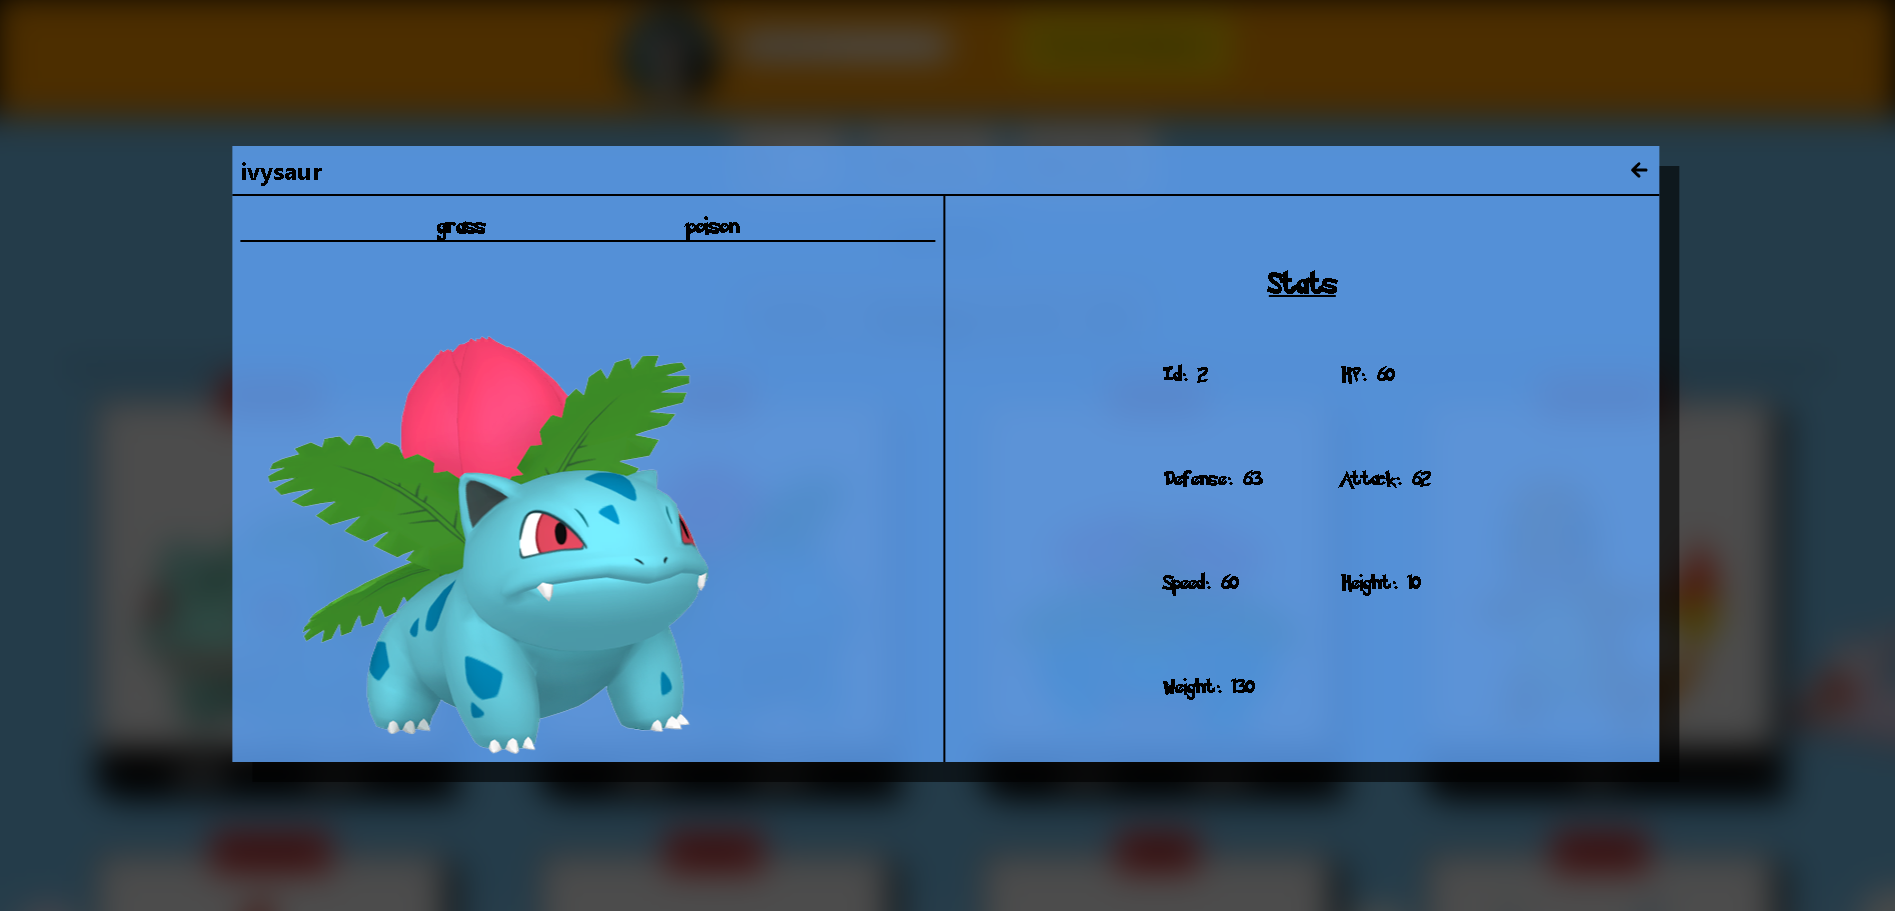 ivysaur
grass poison
Stats
Id: 2 HP: 60
Defense: 63 Attack: 62
Speed: 60 Height: 10
Weight: 130